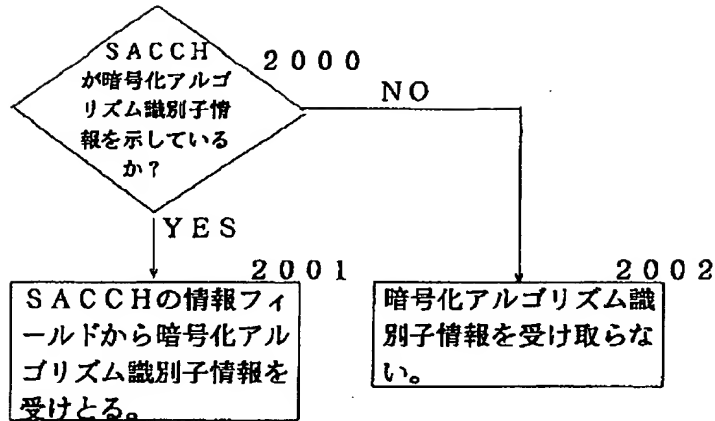 SACCH
が暗号化アルゴ
リズム識別子情
報を示している
か?
2000
NO
YES
2001
SACCHの情報フィ
ールドから暗号化アル
ゴリズム識別子情報を
受けとる。
2002
暗号化アルゴリズム識
別子情報を受け取らな
い。